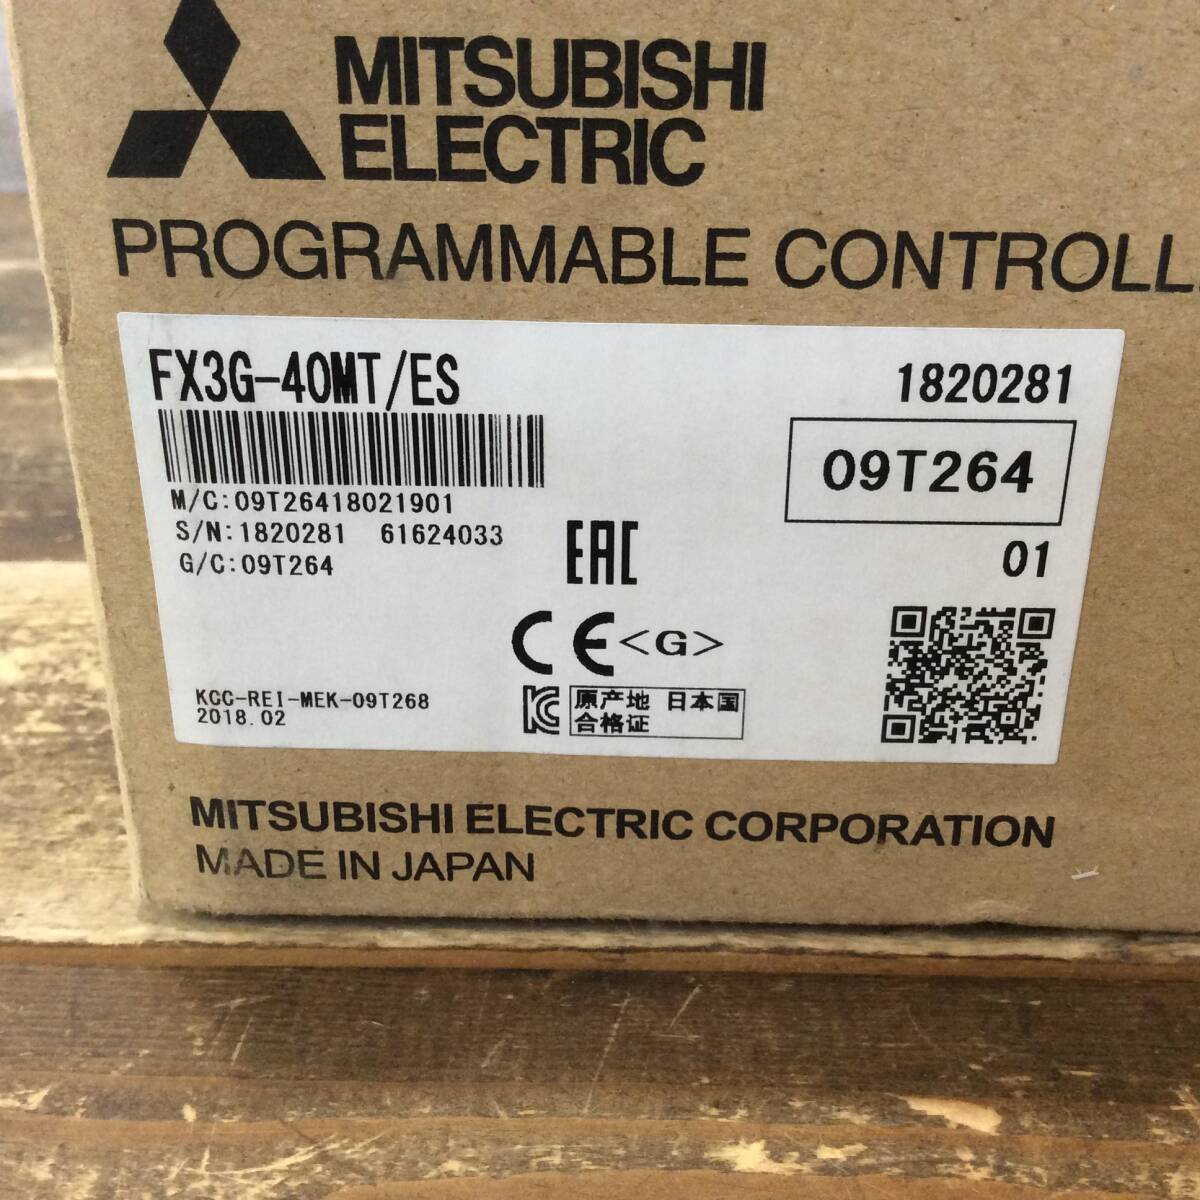 MITSUBISHI
ELECTRIC
PROGRAMMABLE CONTROLL
FX3G-40MT/ES
1820281
09T264
M/C:09T26418021901
S/N:1820281 61624033
G/C:09T264
EAC
01
CE<G>
KCC-REI-MEK-09T268
2018.02
KC
原产地 日本国
合格证
MITSUBISHI ELECTRIC CORPORATION
MADE IN JAPAN